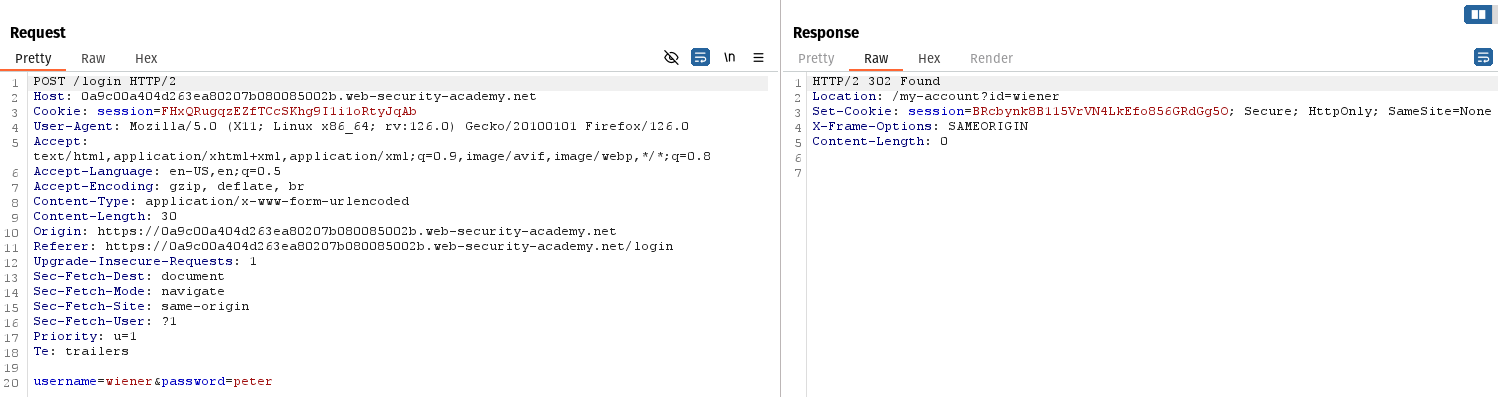 Request
Pretty Raw Hex
\n
1 POST /login HTTP/2
2 Host: 0a9c00a404d263ea80207b080085002b.web-security-academy.net
3 Cookie: session=FHxQRugqzEZfTCcSKhg9I1i1oRtyJqAb
4 User-Agent: Mozilla/5.0 (X11; Linux x86_64; rv:126.0) Gecko/20100101 Firefox/126.0
5 Accept:
text/html,application/xhtml+xml,application/xml;q=0.9,image/avif,image/webp,*/*;q=0.8
6 Accept-Language: en-US,en;q=0.5
7 Accept-Encoding: gzip, deflate, br
8 Content-Type: application/x-www-form-urlencoded
9 Content-Length: 30
10 Origin: https://0a9c00a404d263ea80207b080085002b.web-security-academy.net
11 Referer: https://0a9c00a404d263ea80207b080085002b.web-security-academy.net/login
12 Upgrade-Insecure-Requests: 1
13 Sec-Fetch-Dest: document
14 Sec-Fetch-Mode: navigate
15 Sec-Fetch-Site: same-origin
16 Sec-Fetch-User: ?1
17 Priority: u=1
18 Te: trailers
19
20 username=wiener&password=peter
Response
Pretty Raw Hex Render
1 HTTP/2 302 Found
2 Location: /my-account?id=wiener
3 Set-Cookie: session=BRcbynk8B115VrVN4LkEfo856GRdGg5O; Secure; HttpOnly; SameSite=None
4 X-Frame-Options: SAMEORIGIN
5 Content-Length: 0
6
7